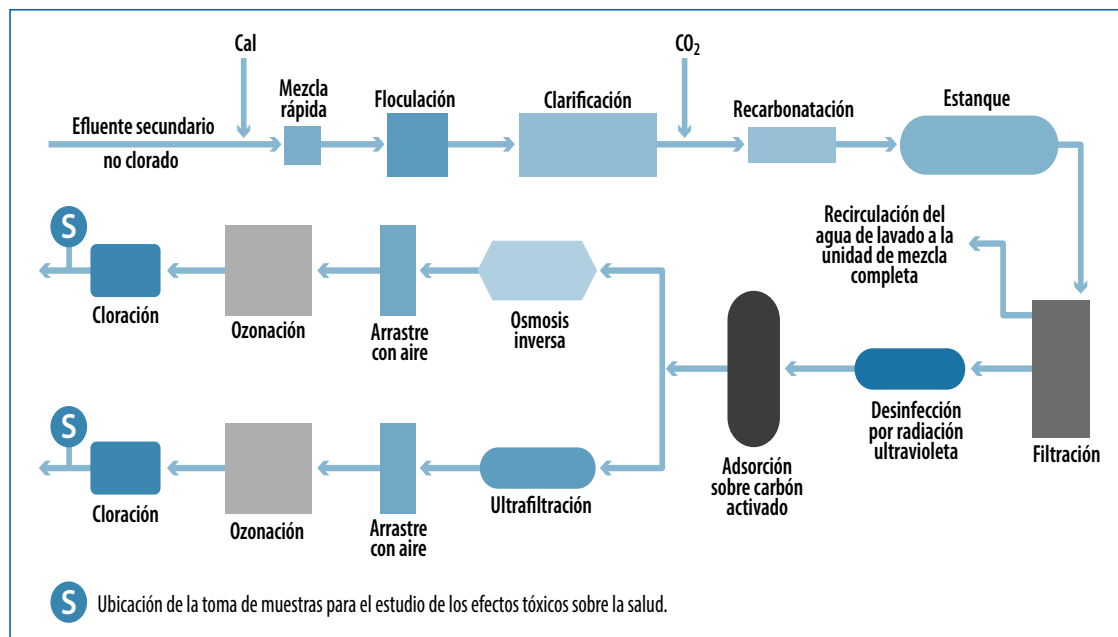 Cal
CO2
Mezcla
rápida
Floculación
Clarificación
Recarbonatación
Estanque
Efluente secundario
no clorado
Recirculación del
agua de lavado a la
unidad de mezcla
completa
S
Cloración
Ozonación
Arrastre
con aire
Osmosis
inversa
Desinfección
por radiación
ultravioleta
Filtración
Adsorción
sobre carbón
activado
S
Cloración
Ozonación
Arrastre
con aire
Ultrafiltración
S Ubicación de la toma de muestras para el estudio de los efectos tóxicos sobre la salud.